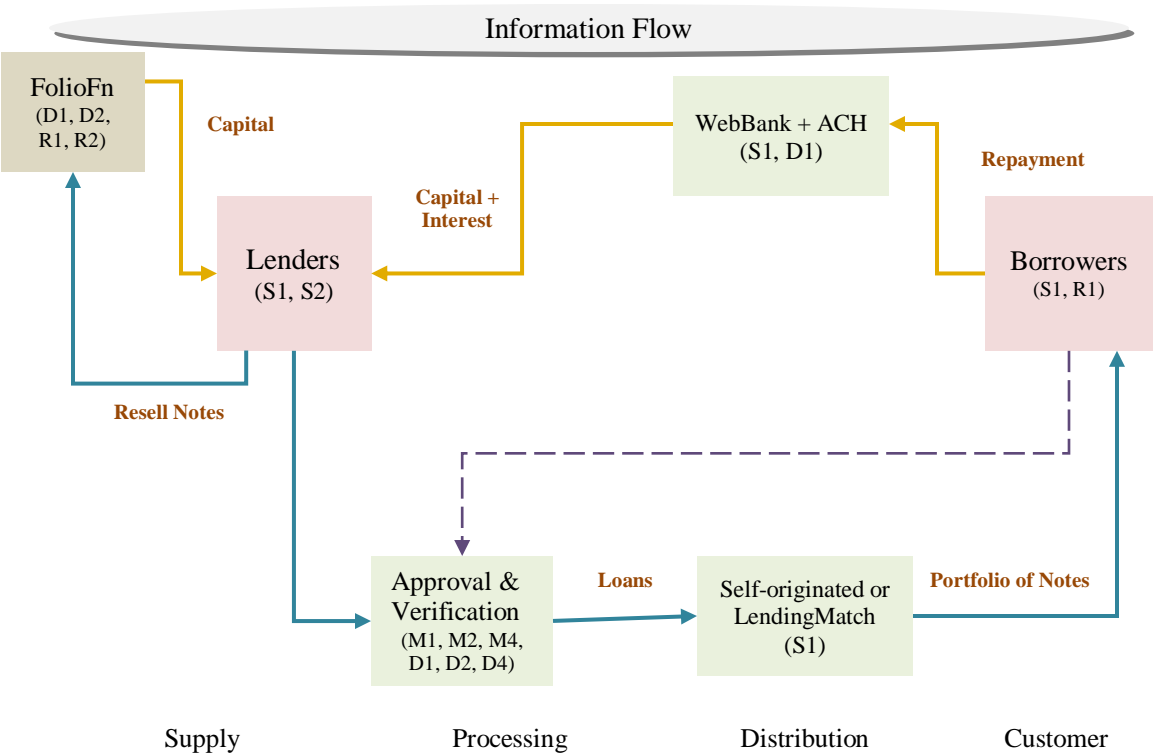 Information Flow
FolioFn
(D1, D2,
R1, R2)
Capital
WebBank + ACH
(S1, D1)
Repayment
Capital +
Interest
Lenders
(S1, S2)
Borrowers
(S1, R1)
Resell Notes
Approval &
Verification
(M1, M2, M4,
D1, D2, D4)
Loans
Self-originated or
LendingMatch
(S1)
Portfolio of Notes
Supply
Processing
Distribution
Customer